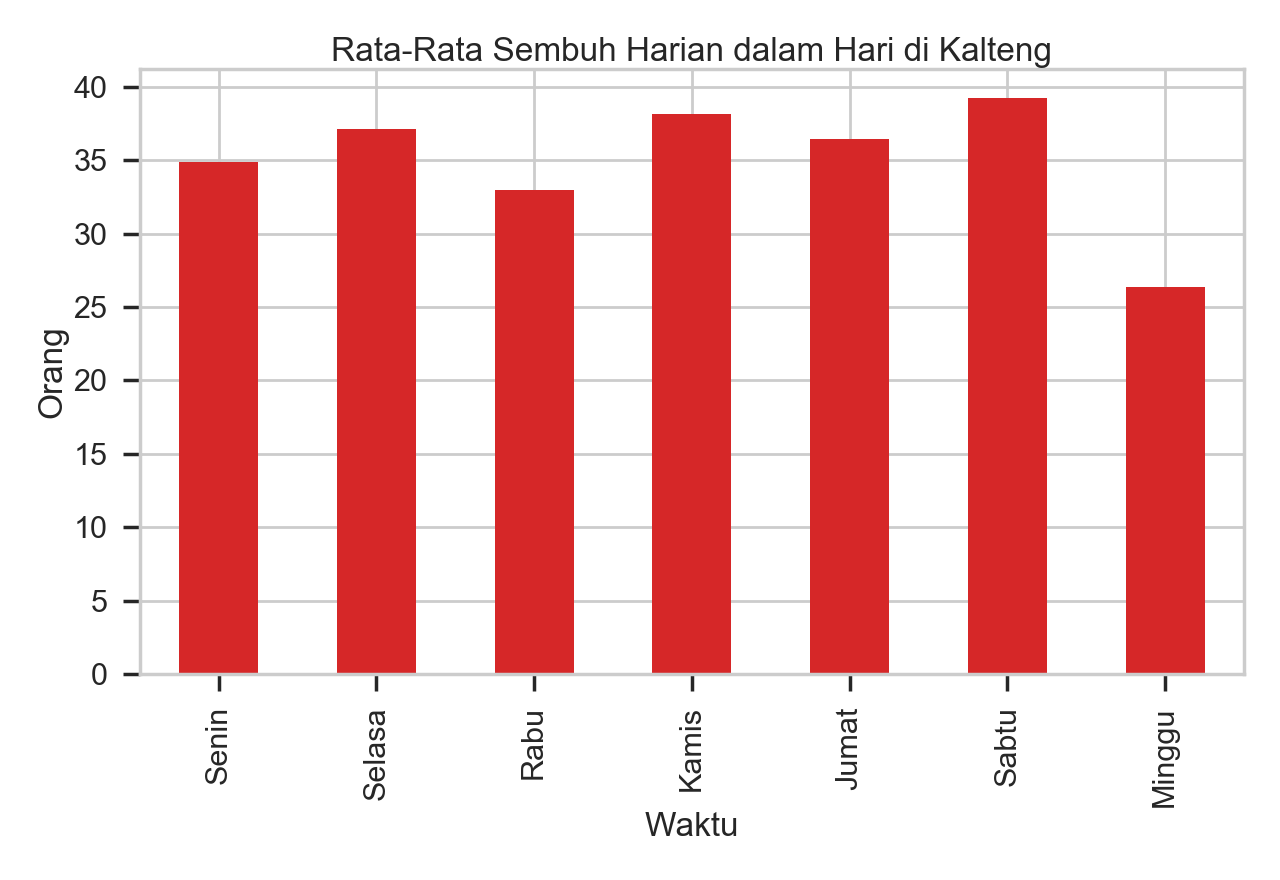 Rata-Rata Sembuh Harian dalam Hari di Kalteng
40
35
30
25
20
15
10
5
0
Orang
Senin
Selasa
Rabu
Kamis
Jumat
Sabtu
Minggu
Waktu